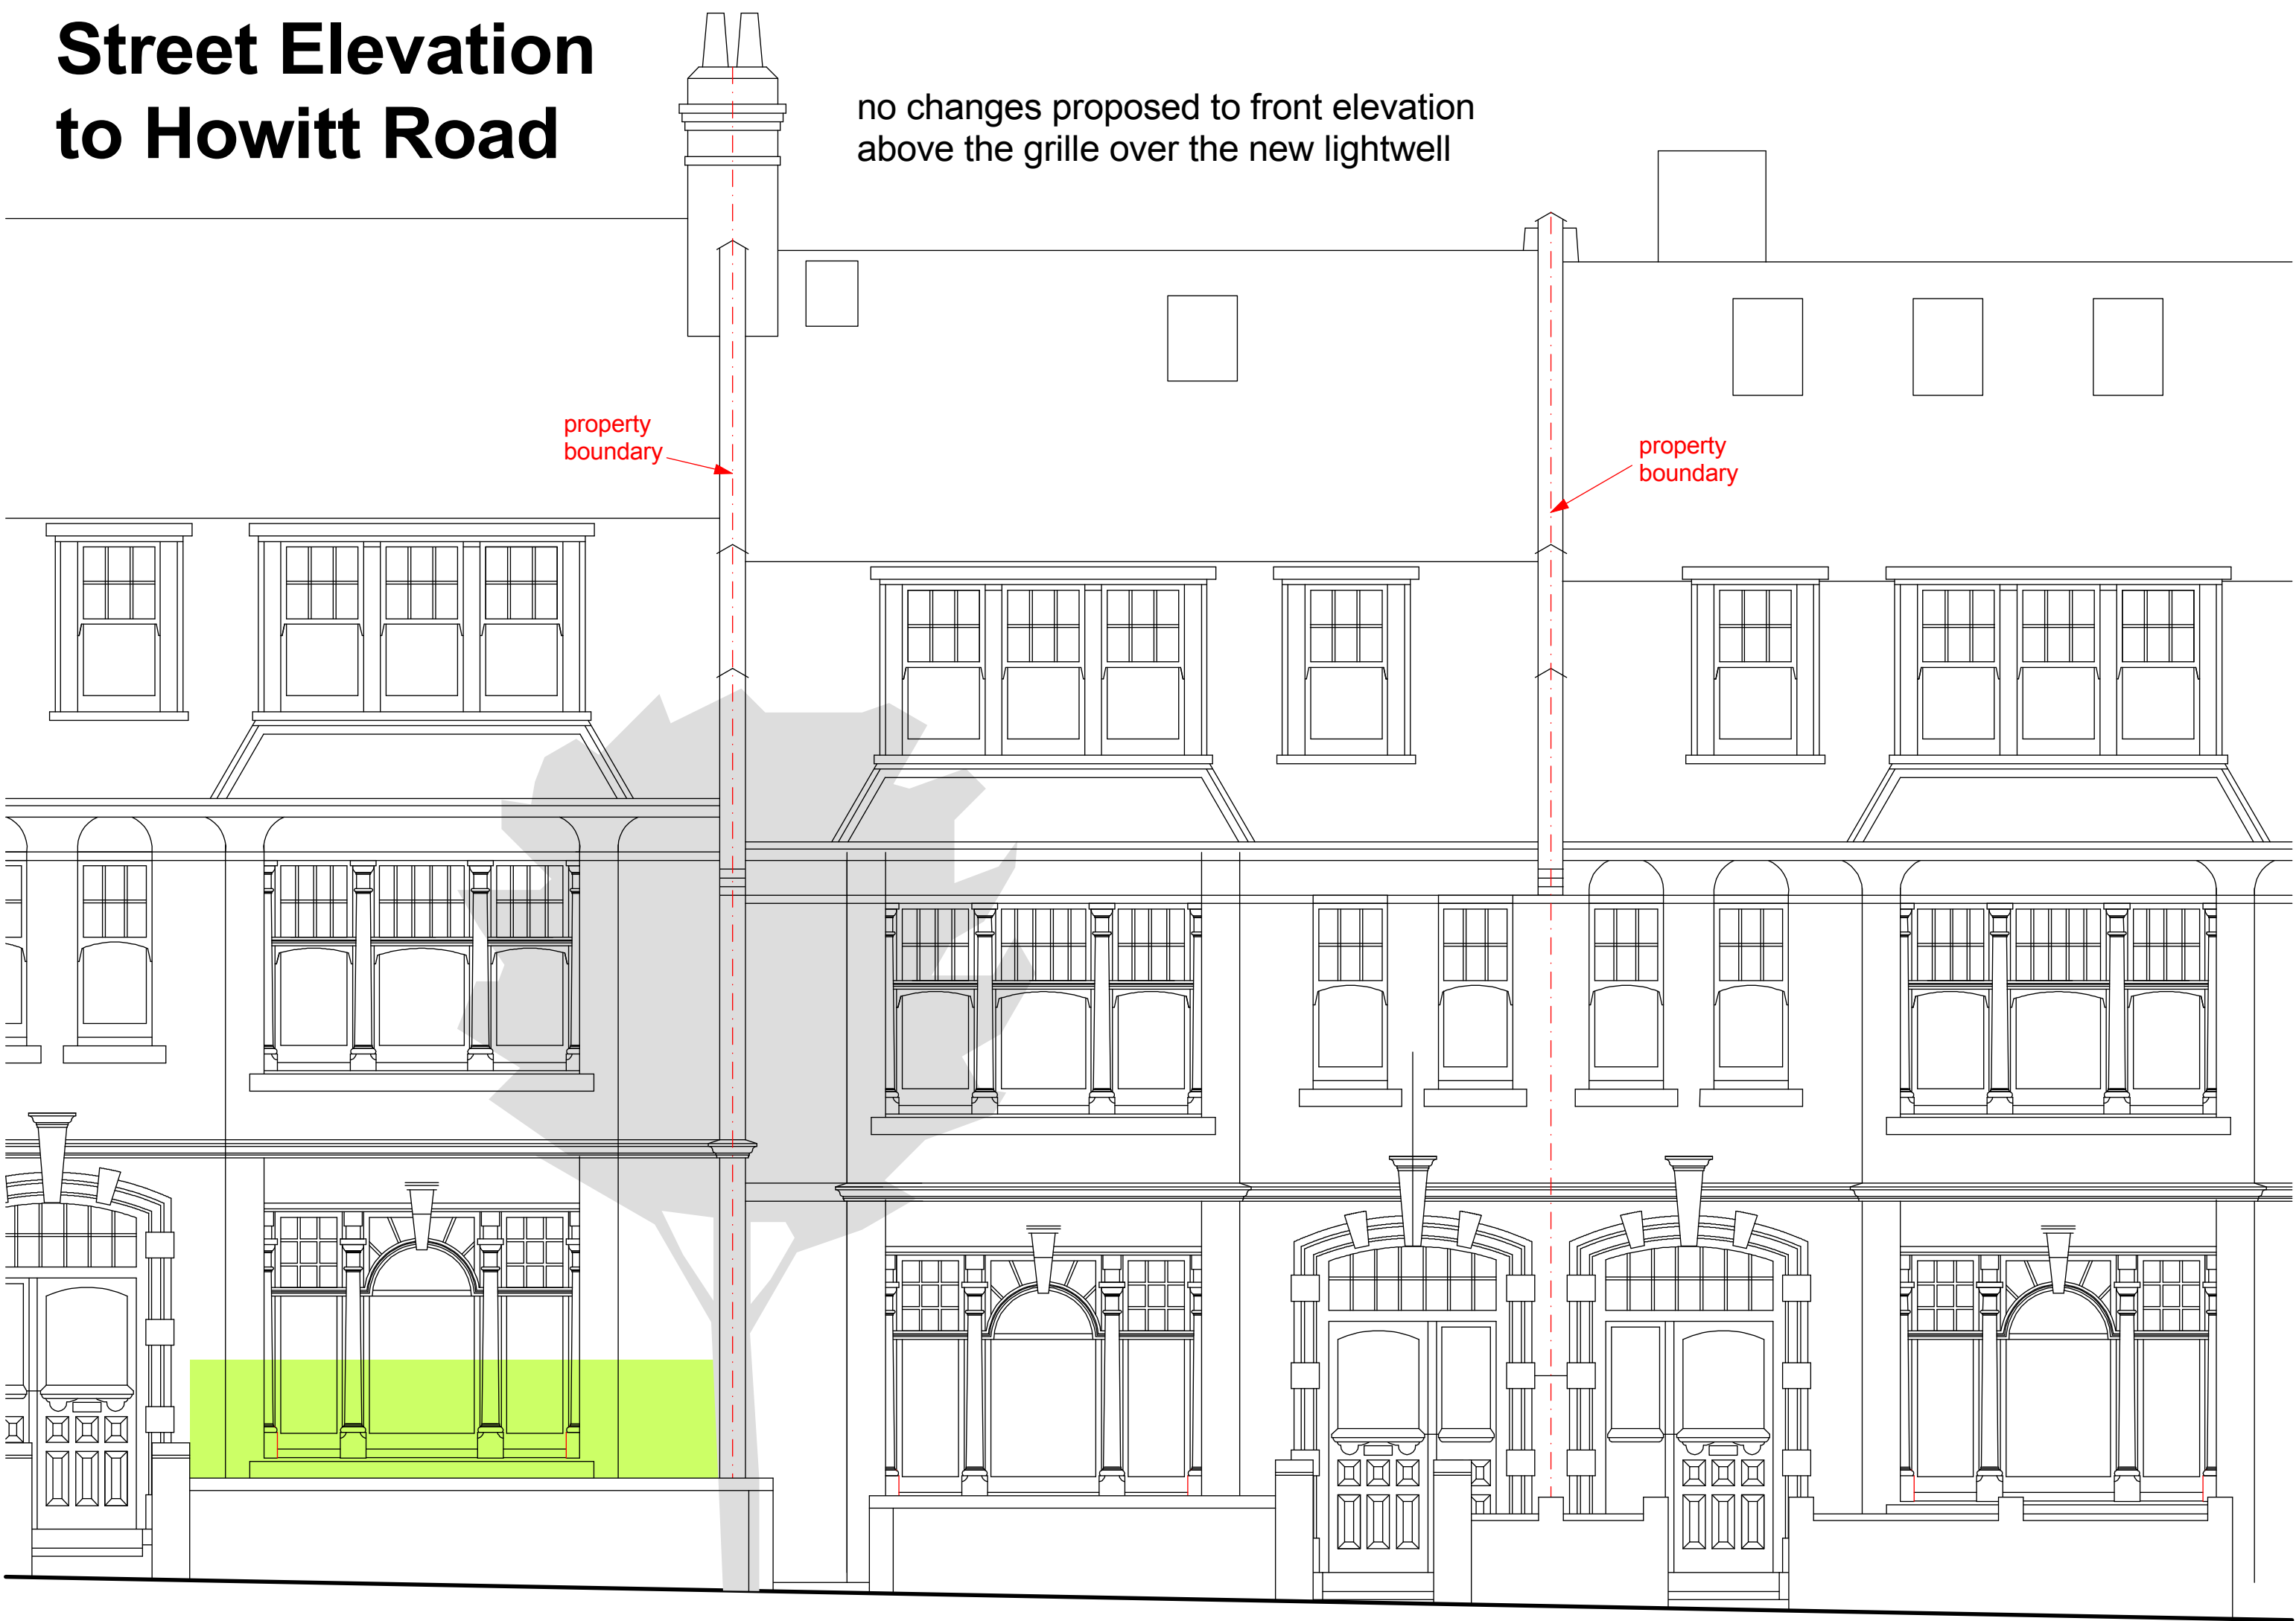 Street Elevation
to Howitt Road
no changes proposed to front elevation
above the grille over the new lightwell
property
boundary
property
boundary